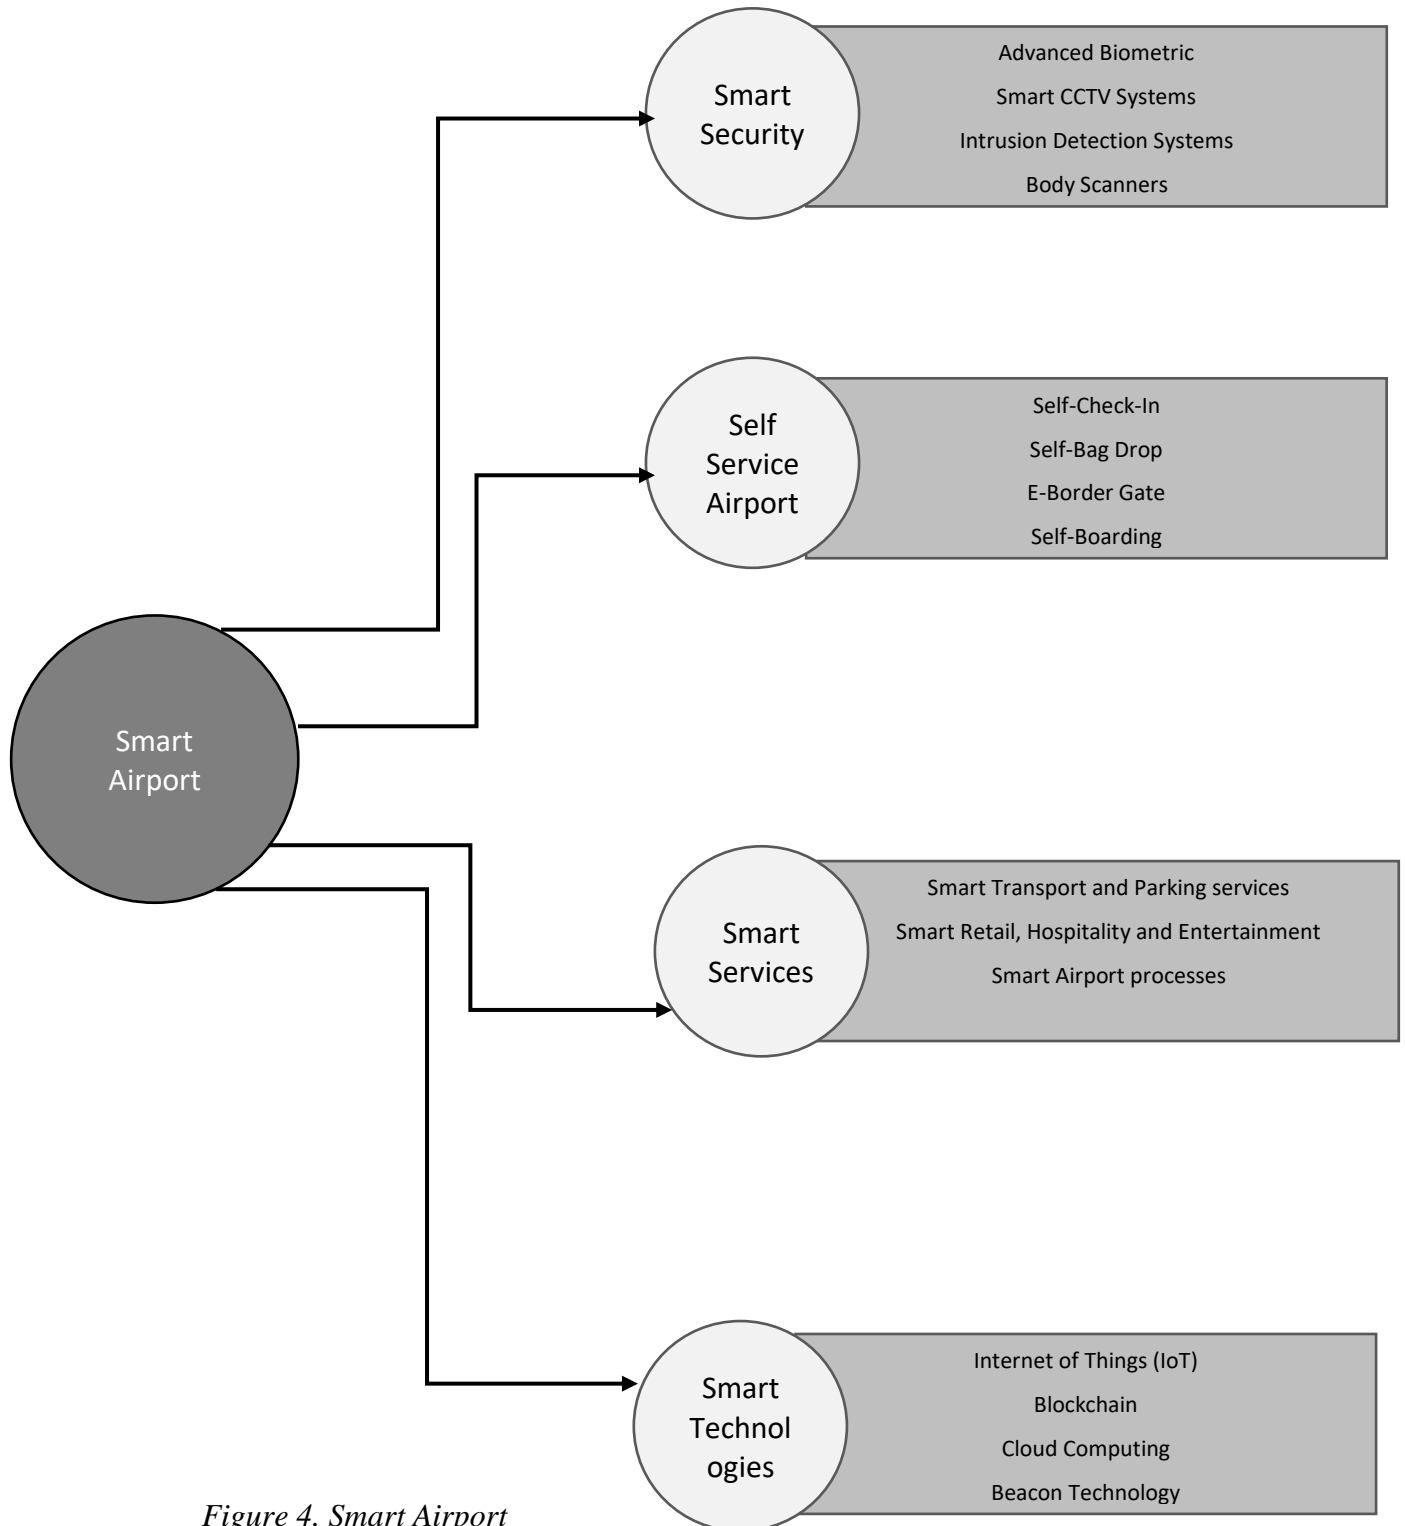 Smart
Security
Advanced Biometric
Smart CCTV Systems
Intrusion Detection Systems
Body Scanners
Self
Service
Airport
Self-Check-In
Self-Bag Drop
E-Border Gate
Self-Boarding
Smart
Airport
Smart
Services
Smart Transport and Parking services
Smart Retail, Hospitality and Entertainment
Smart Airport processes
Smart
Technol
ogies
Internet of Things (IoT)
Blockchain
Cloud Computing
Beacon Technology
Figure 4. Smart Airport